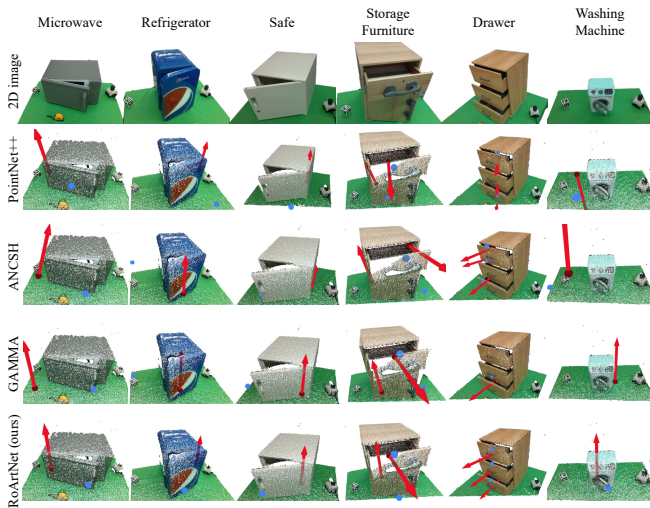 Microwave
Refrigerator
Safe
Storage
Furniture
Drawer
Washing
Machine
2D image
PointNet++
ANCSH
GAMMA
RoArtNet (ours)